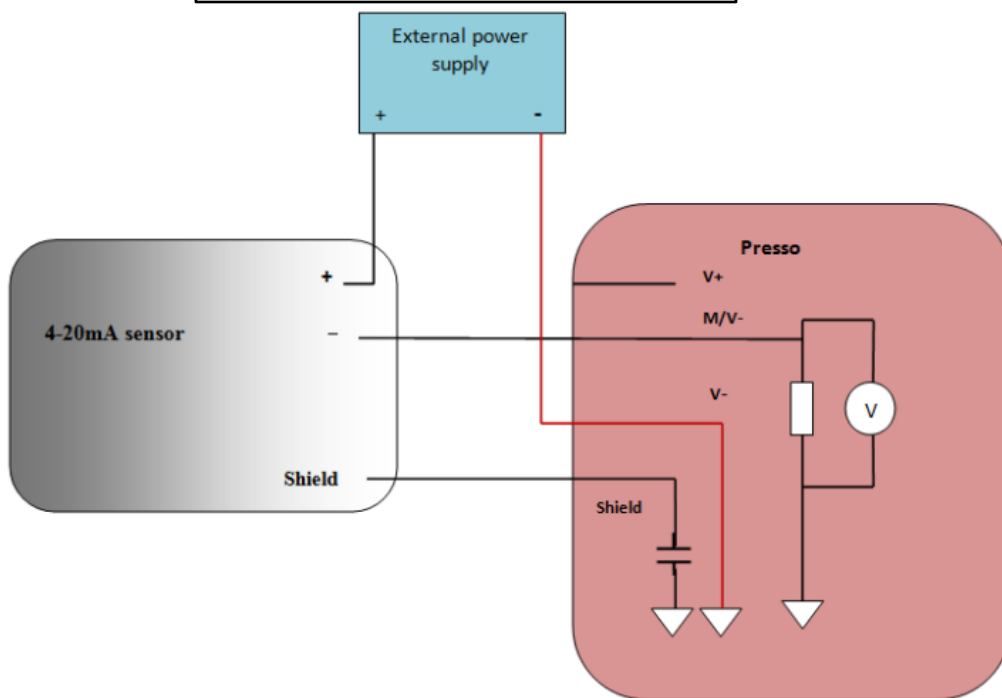 External power
supply
+ -
Presso
+
V+
M/V-
4-20mA sensor
–
V-
V
Shield
Shield